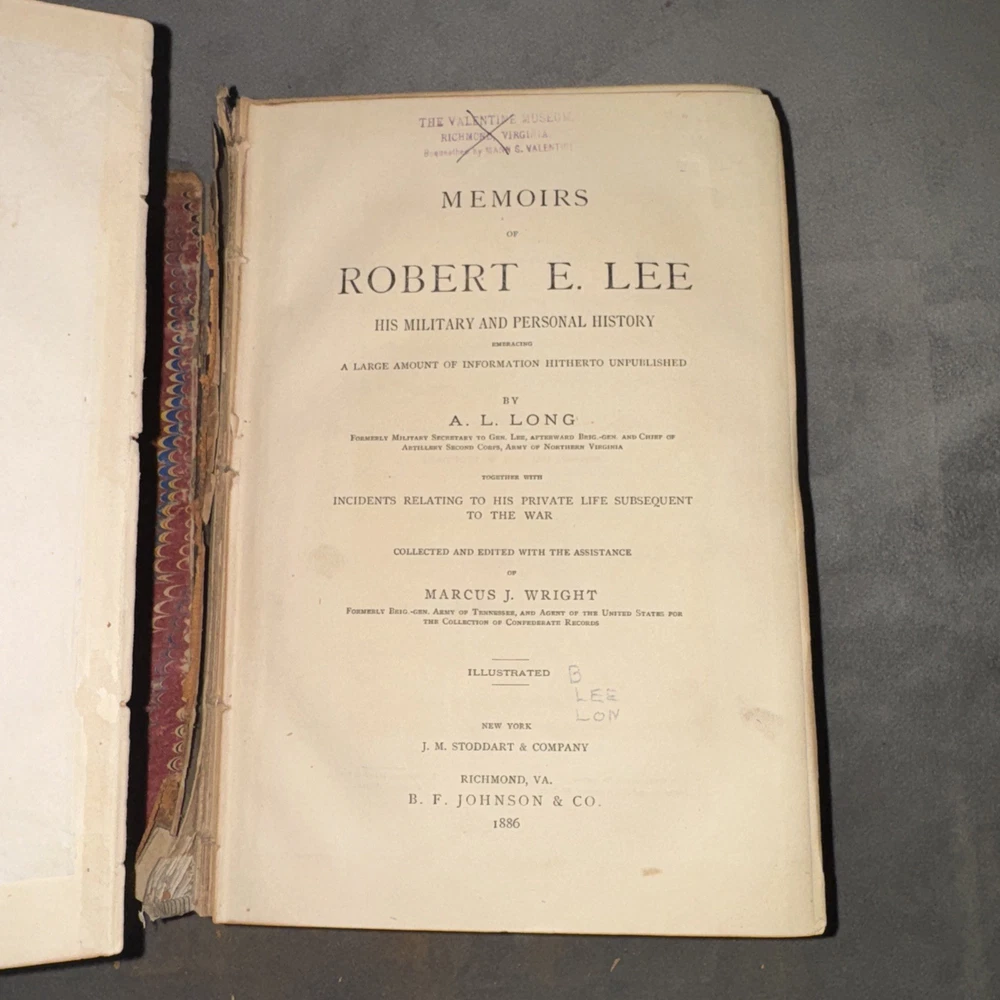 THE VALENTINE MUSEUM
RICHMOND, VIRGINIA
by S. VALENTINE
MEMOIRS
OF
ROBERT E. LEE
HIS MILITARY AND PERSONAL HISTORY
EMBRACING
A LARGE AMOUNT OF INFORMATION HITHERTO UNPUBLISHED
BY
A. L. LONG
FORMERLY MILITARY SECRETARY TO GEN. LEE, AFTERWARD BRIG.-GEN. AND CHIEF OF
ARTILLERY SECOND CORPS, ARMY OF NORTHERN VIRGINIA
TOGETHER WITH
INCIDENTS RELATING TO HIS PRIVATE LIFE SUBSEQUENT
TO THE WAR
COLLECTED AND EDITED WITH THE ASSISTANCE
OF
MARCUS J. WRIGHT
FORMERLY BRIG.-GEN. ARMY OF TENNESSEE, AND AGENT OF THE UNITED STATES FOR
THE COLLECTION OF CONFEDERATE RECORDS
ILLUSTRATED
B
LEE
LON
NEW YORK
J. M. STODDART & COMPANY
RICHMOND, VA.
B. F. JOHNSON & CO.
1886